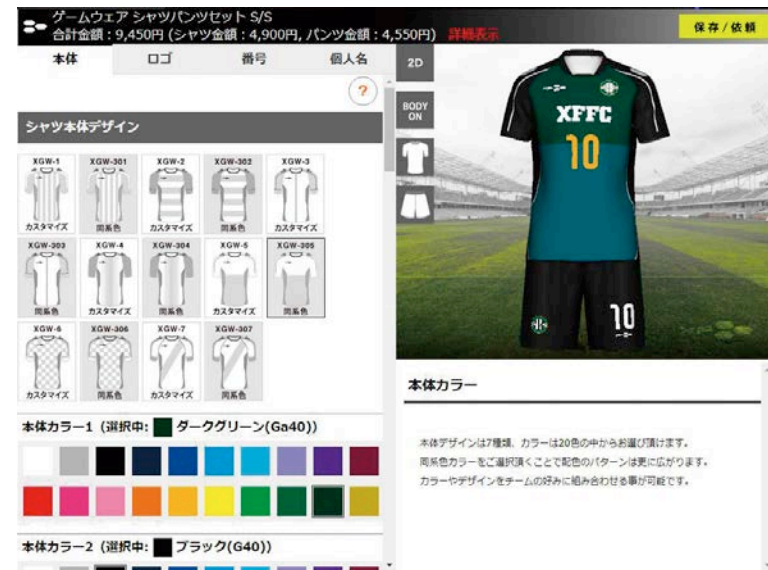 ゲームウェア シャツパンツセット S/S
合計金額：9,450円 (シャツ金額：4,900円, パンツ金額：4,550円) 詳細表示
保存/依頼
本体 ロゴ 番号 個人名
?
シャツ本体デザイン
XGW-1 XGW-301 XGW-2 XGW-302 XGW-3
カスタマイズ 同系色 カスタマイズ 同系色 カスタマイズ
XGW-303 XGW-4 XGW-304 XGW-5 XGW-305
同系色 カスタマイズ 同系色 カスタマイズ 同系色
XGW-6 XGW-306 XGW-7 XGW-307
カスタマイズ 同系色 カスタマイズ 同系色
本体カラー1（選択中: ダークグリーン(Ga40)）
本体カラー2（選択中: ブラック(G40)）
2D
BODY
ON
XFFC
10
10
本体カラー
本体デザインは7種類、カラーは20色の中からお選び頂けます。
同系色カラーをご選択頂くことで配色のパターンは更に広がります。
カラーやデザインをチームの好みに組み合わせる事が可能です。